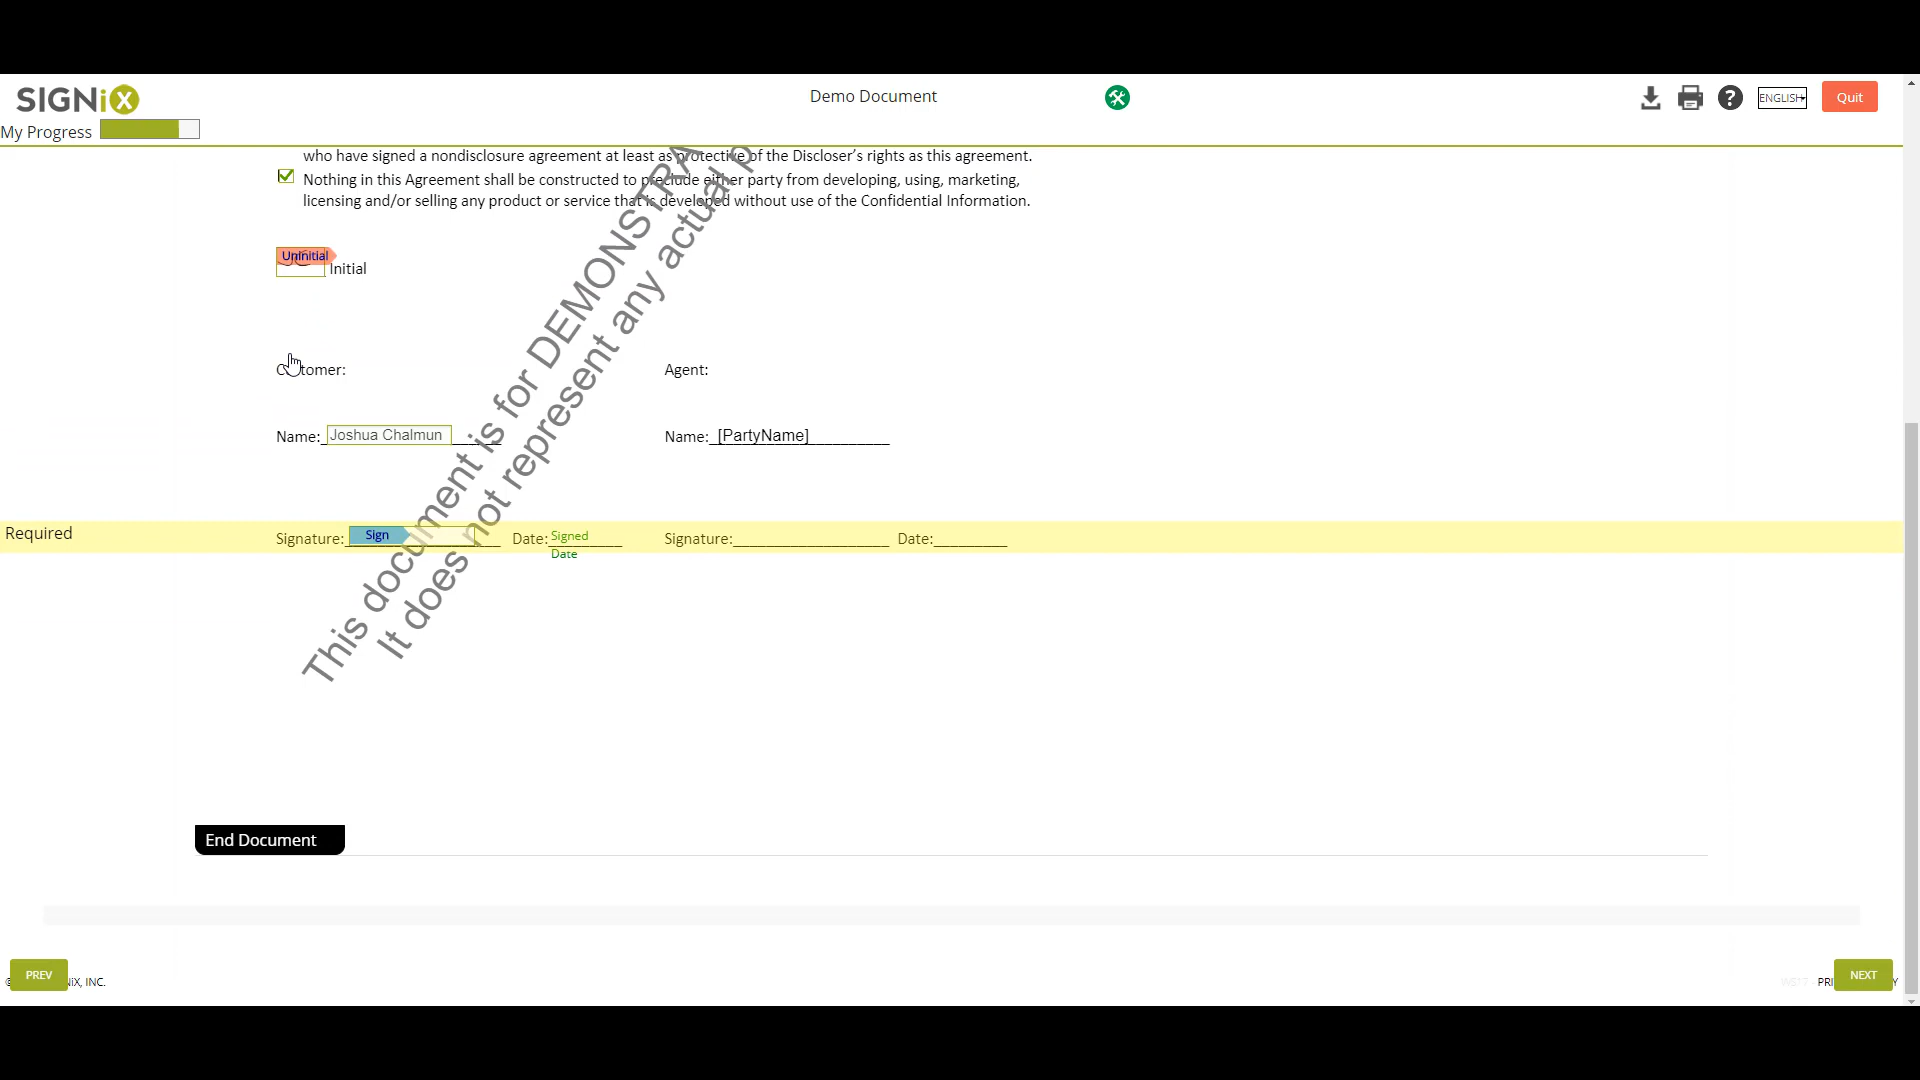 SIGNiX
Demo Document
ENGLISH
Quit
My Progress
who have signed a nondisclosure agreement at least as protective of the Discloser's rights as this agreement.
Nothing in this Agreement shall be constructed to preclude either party from developing, using, marketing,
licensing and/or selling any product or service that is developed without use of the Confidential Information.
Uninitial
Initial
Customer:
Agent:
Name: Joshua Chalmun
Name: [PartyName]
Required
Signature: Sign
Date: Signed
Date
Signature:
Date:
This document is for DEMONSTRA
It does not represent any actual p
End Document
PREV
iX, INC.
NEXT